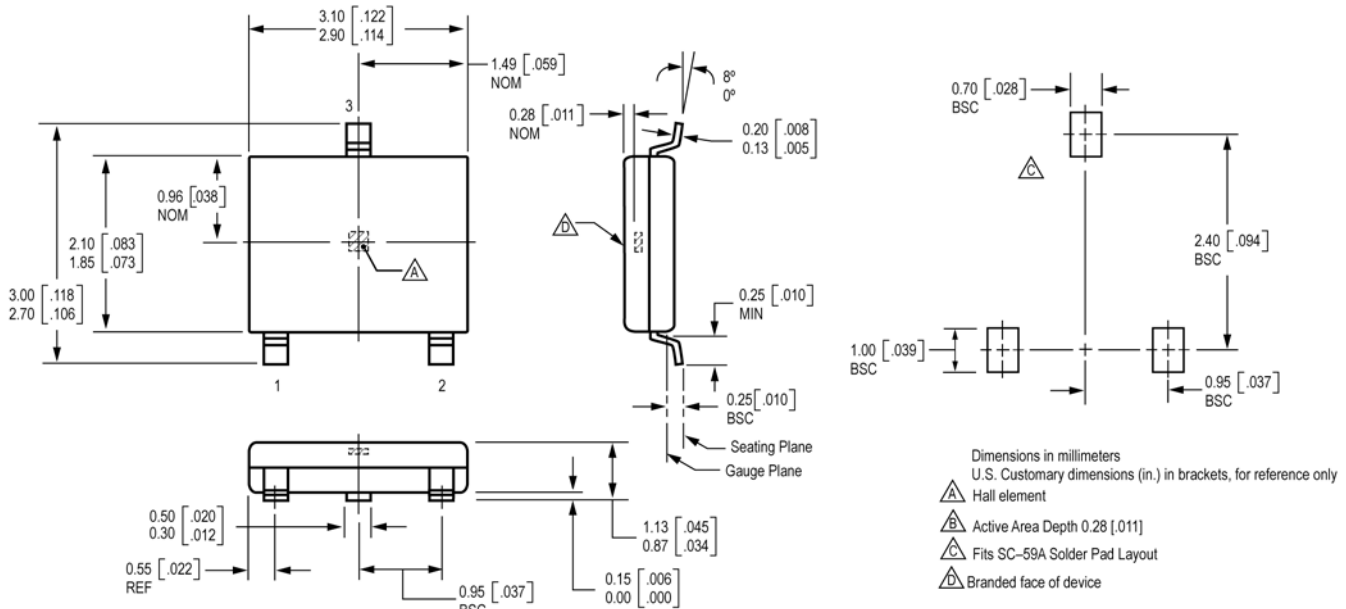 3.10 [.122
2.90 .114]
1.49 [.059]
NOM
3
0.28 [.011]
NOM
8º
0º
0.20 [.008
0.13 .005]
0.70 [.028]
BSC
C
0.96 [.038]
NOM
D
2.10 [.083
1.85 .073]
A
2.40 [.094]
BSC
3.00 [.118
2.70 .106]
0.25 [.010]
MIN
1
2
1.00 [.039]
BSC
0.25[.010]
BSC
0.95 [.037]
BSC
Seating Plane
Gauge Plane
0.50 [.020
0.30 .012]
1.13 [.045
0.87 .034]
0.55 [.022]
REF
0.95 [.037]
BSC
0.15 [.006
0.00 .000]
Dimensions in millimeters
U.S. Customary dimensions (in.) in brackets, for reference only
A Hall element
B Active Area Depth 0.28 [.011]
C Fits SC–59A Solder Pad Layout
D Branded face of device